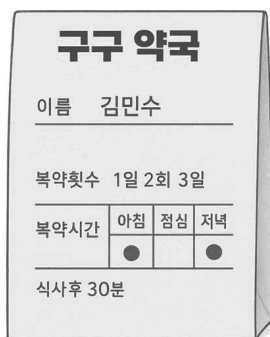 구구 약국
이름 김민수
복약횟수 1일 2회 3일
복약시간 아침 점심 저녁
● ●
식사후 30분